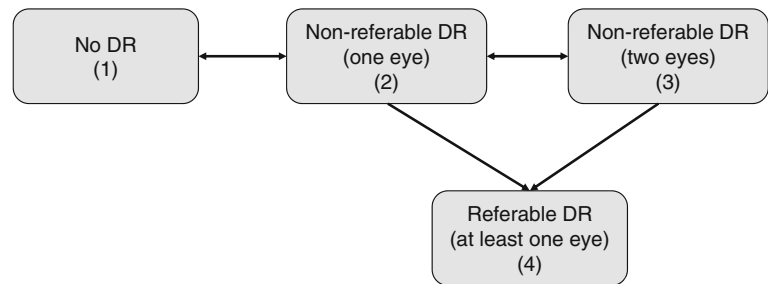 No DR
(1)
Non-referable DR
(one eye)
(2)
Non-referable DR
(two eyes)
(3)
Referable DR
(at least one eye)
(4)